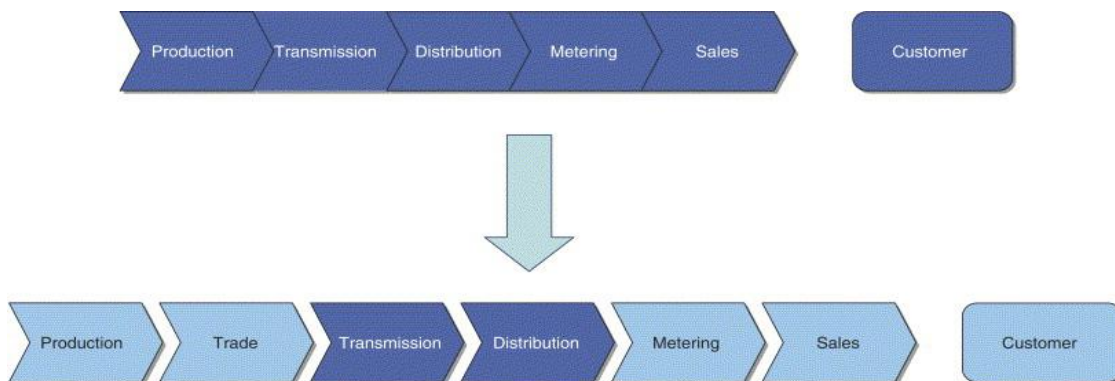 Production Transmission Distribution Metering Sales Customer
Production Trade Transmission Distribution Metering Sales Customer